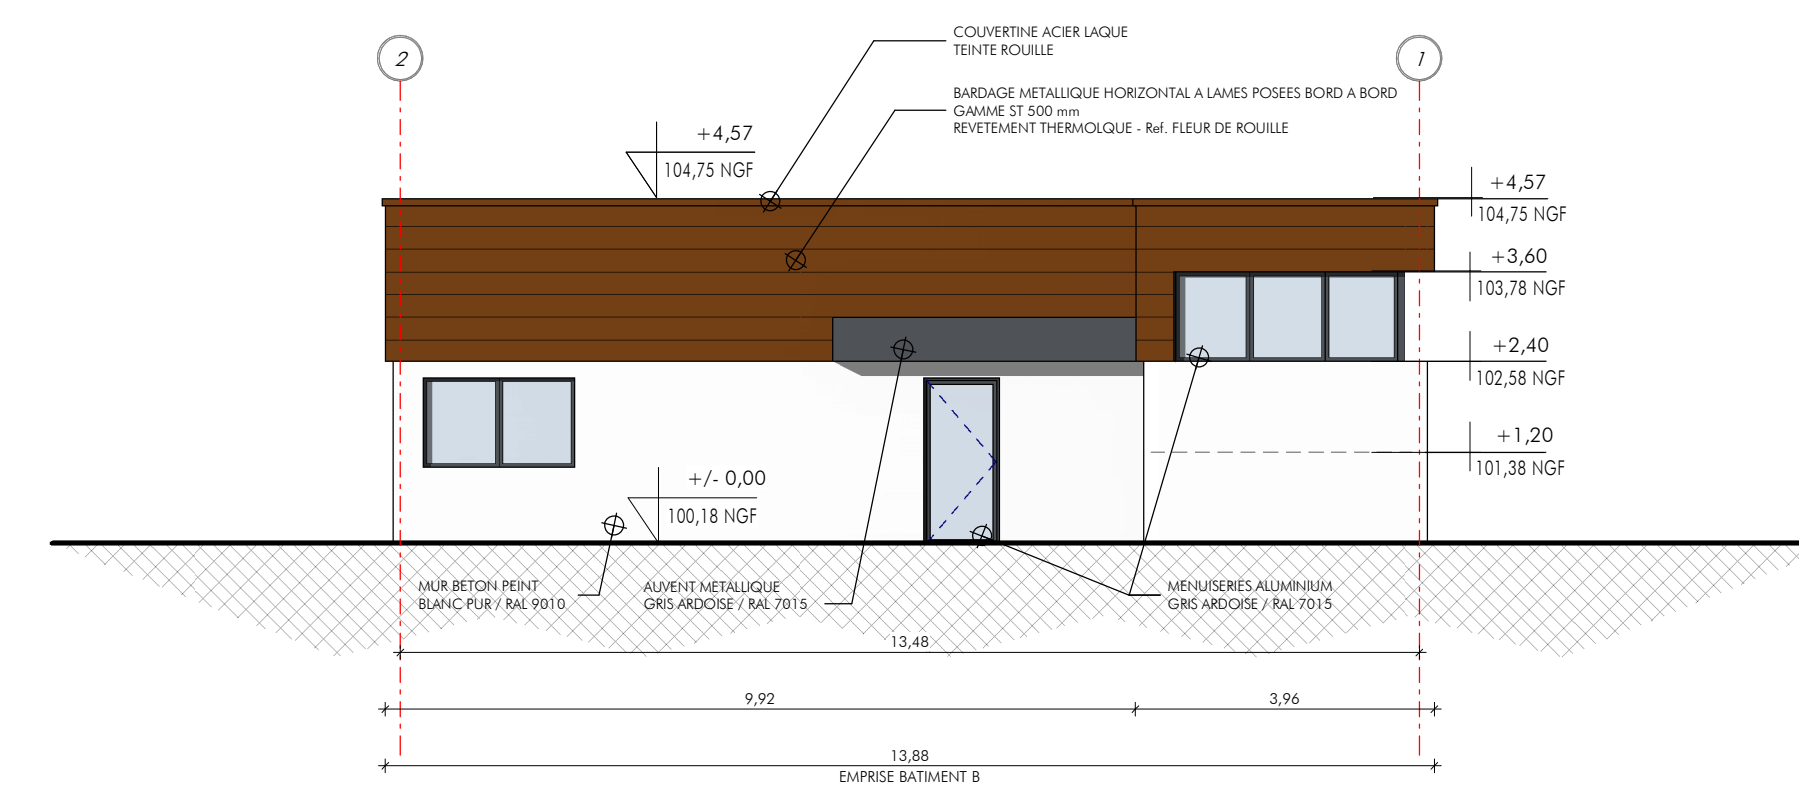 2
1
COUVERTINE ACIER LAQUE
TEINTE ROUILLE
BARDAGE METALLIQUE HORIZONTAL A LAMES POSEES BORD A BORD
GAMME ST 500 mm
REVETEMENT THERMOLQUE - Ref. FLEUR DE ROUILLE
+4,57
104,75 NGF
+4,57
104,75 NGF
+3,60
103,78 NGF
+2,40
102,58 NGF
+1,20
101,38 NGF
+/- 0,00
100,18 NGF
MUR BETON PEINT
BLANC PUR / RAL 9010
AUVENT METALLIQUE
GRIS ARDOISE / RAL 7015
MENUISERIES ALUMINIUM
GRIS ARDOISE / RAL 7015
13,48
9,92
3,96
13,88
EMPRISE BATIMENT B